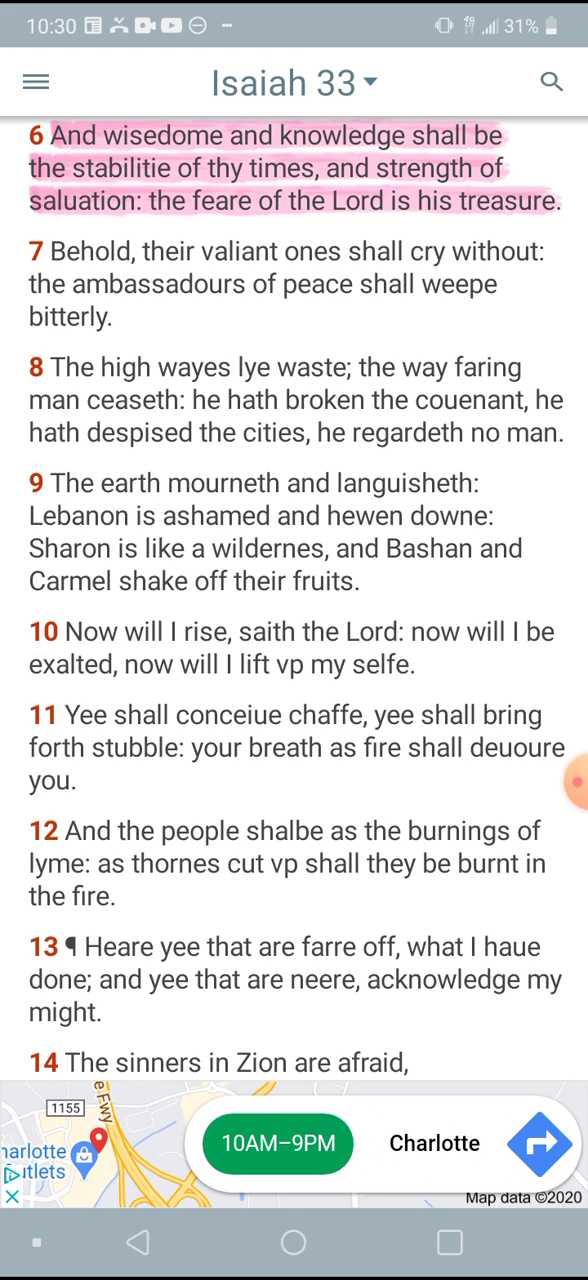 10:30
31%
Isaiah 33
6 And wisedome and knowledge shall be
the stabilitie of thy times, and strength of
saluation: the feare of the Lord is his treasure.
7 Behold, their valiant ones shall cry without:
the ambassadours of peace shall weepe
bitterly.
8 The high wayes lye waste; the way faring
man ceaseth: he hath broken the couenant, he
hath despised the cities, he regardeth no man.
9 The earth mourneth and languisheth:
Lebanon is ashamed and hewen downe:
Sharon is like a wildernes, and Bashan and
Carmel shake off their fruits.
10 Now will I rise, saith the Lord: now will I be
exalted, now will I lift vp my selfe.
11 Yee shall conceiue chaffe, yee shall bring
forth stubble: your breath as fire shall deuoure
you.
12 And the people shalbe as the burnings of
lyme: as thornes cut vp shall they be burnt in
the fire.
13 ¶ Heare yee that are farre off, what I haue
done; and yee that are neere, acknowledge my
might.
14 The sinners in Zion are afraid,
1155
e Fwy
harlotte
utlets
10AM–9PM
Charlotte
Map data ©2020